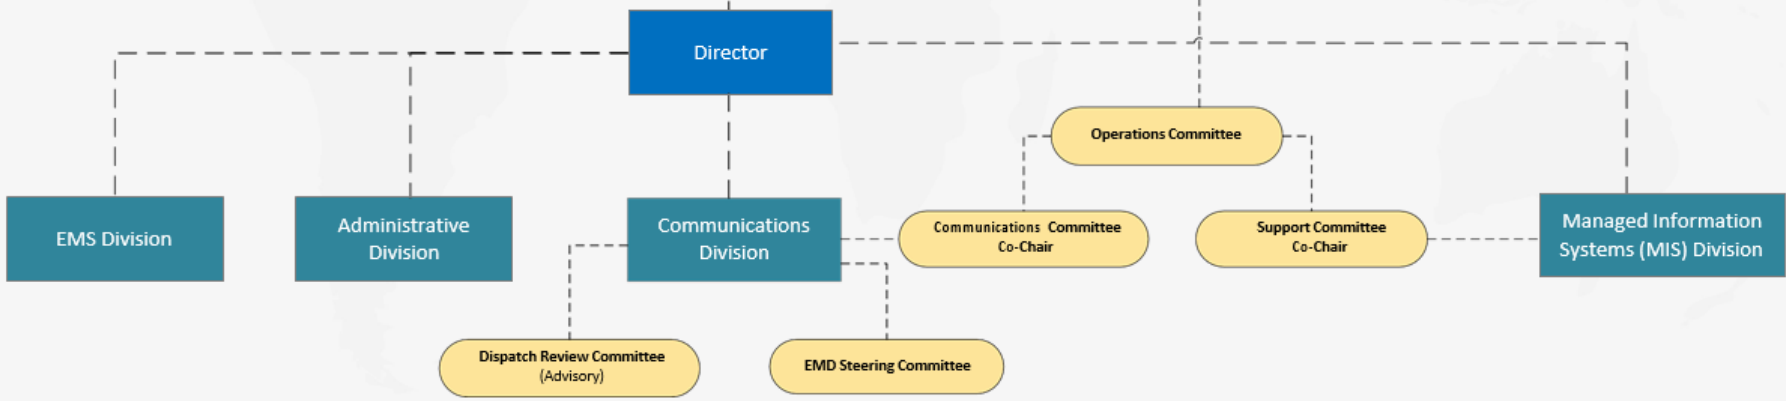 Director
Operations Committee
EMS Division
Administrative
Division
Communications
Division
Communications Committee
Co-Chair
Support Committee
Co-Chair
Managed Information
Systems (MIS) Division
Dispatch Review Committee
(Advisory)
EMD Steering Committee